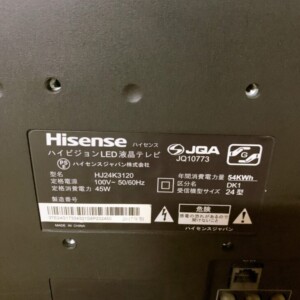 Hisense ハイセンス
ハイビジョンLED液晶テレビ
ハイセンスジャパン株式会社
PS
E
JQA
JQ10773
G
型名 HJ24K3120
定格電源 100V~ 50/60Hz
定格消費電力 45W
製造番号
年間消費電力量 54KWh
区分名 DK1
受信機型サイズ 24型
MADE IN CHINA
ハイセンスジャパン